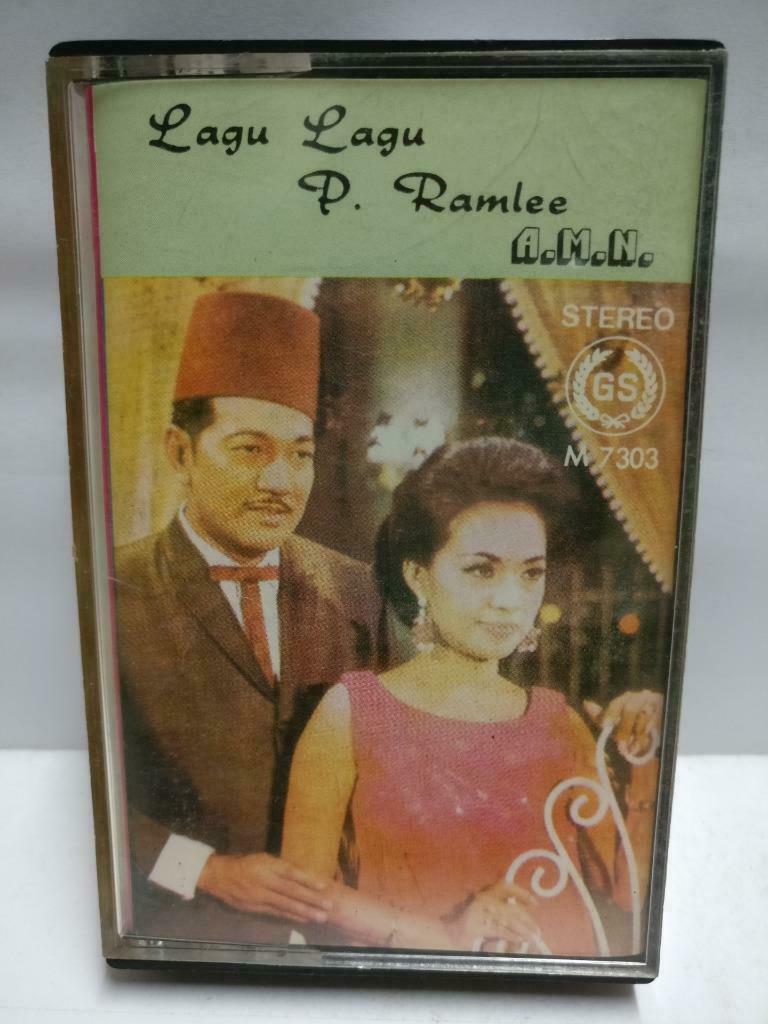 Lagu Lagu
P. Ramlee
A.M.N.
STEREO
GS
M 7303